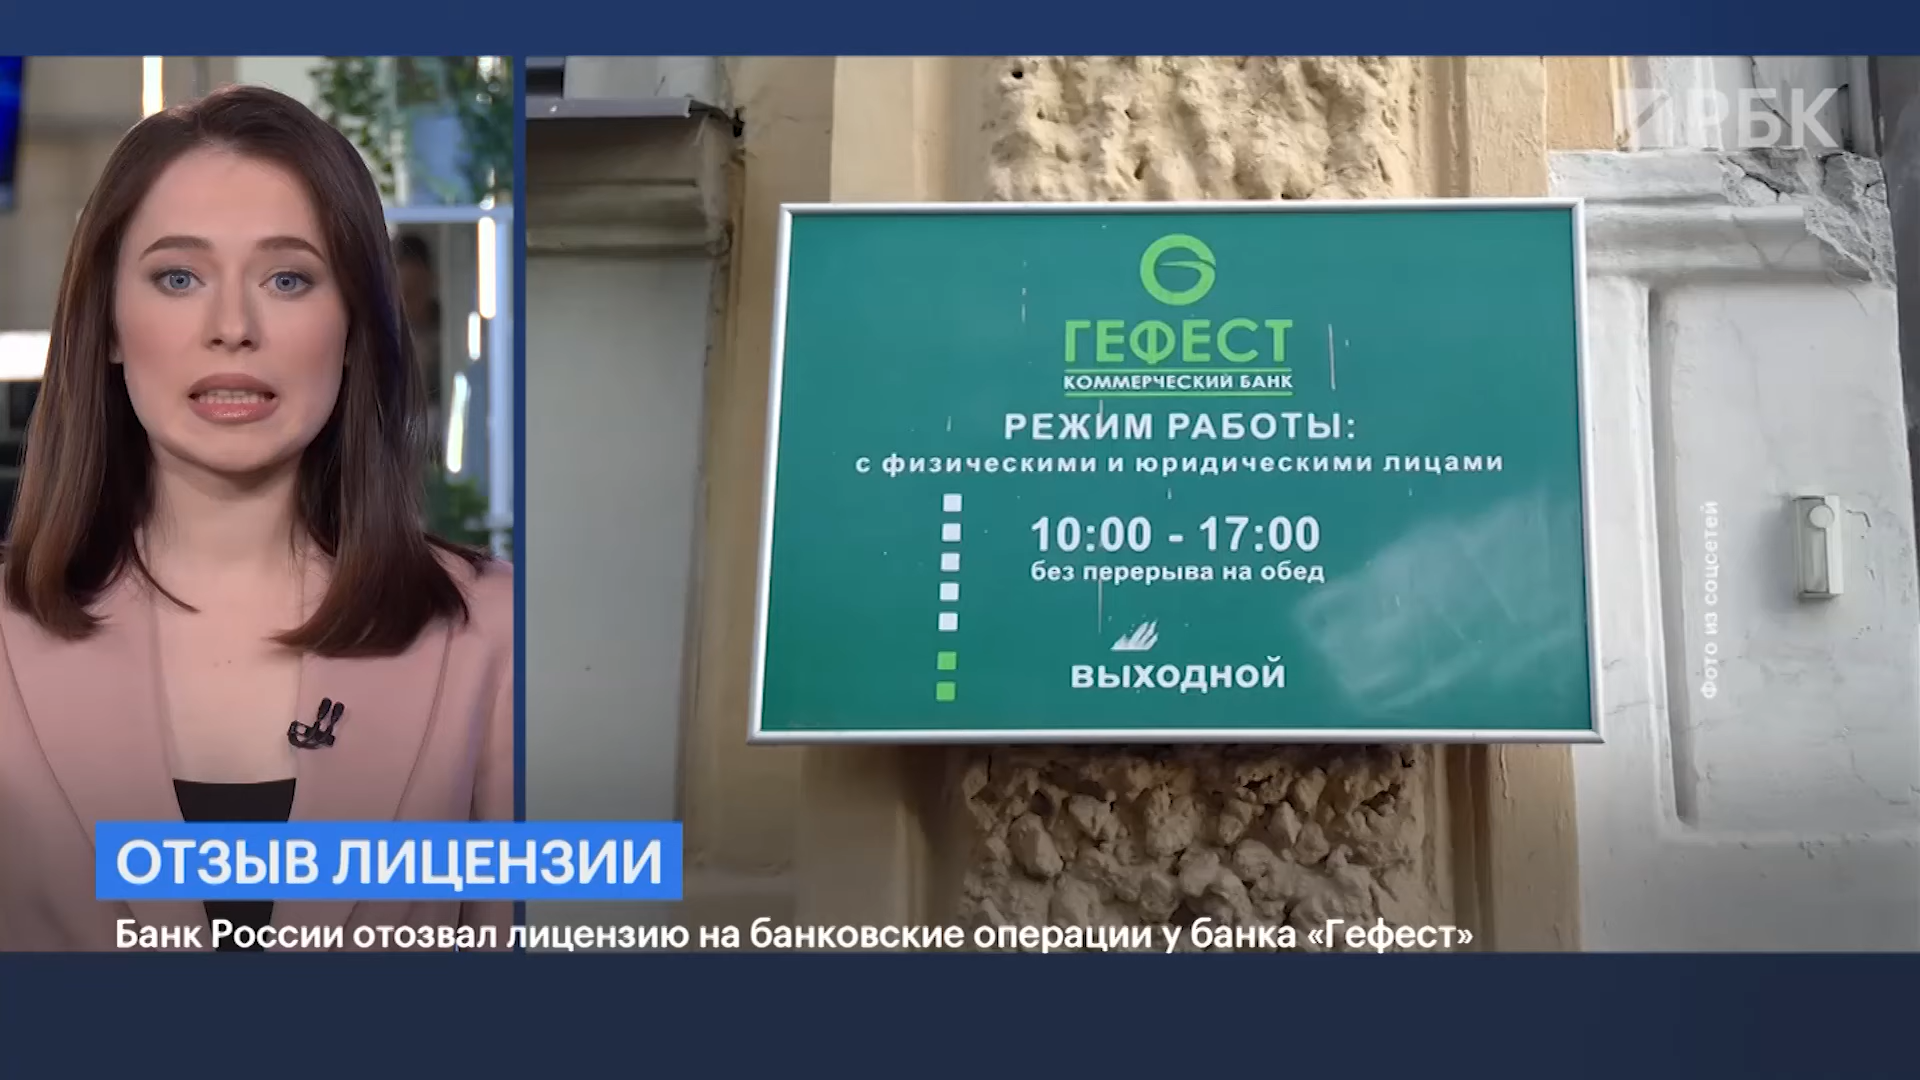 РБК
ГЕФЕСТ
КОММЕРЧЕСКИЙ БАНК
РЕЖИМ РАБОТЫ:
с физическими и юридическими лицами
10:00 - 17:00
без перерыва на обед
ВЫХОДНОЙ
Фото из соцсетей
ОТЗЫВ ЛИЦЕНЗИИ
Банк России отозвал лицензию на банковские операции у банка «Гефест»